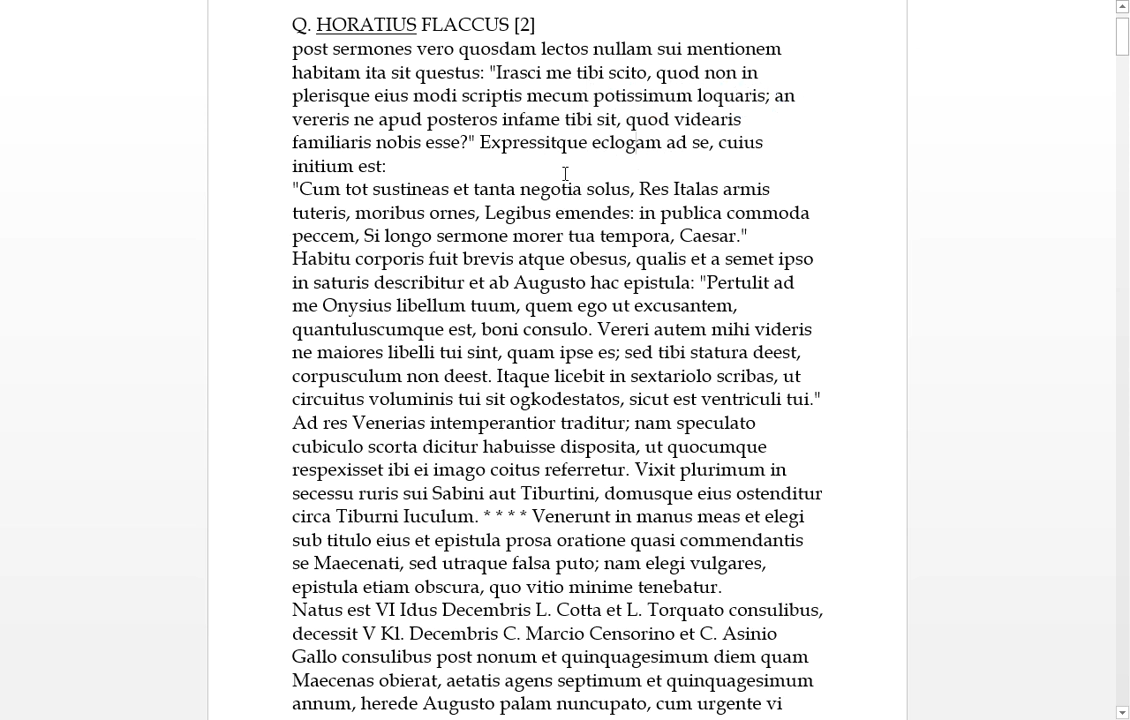 Q. HORATIUS FLACCUS [2]
post sermones vero quosdam lectos nullam sui mentionem
habitam ita sit questus: "Irasci me tibi scito, quod non in
plerisque eius modi scriptis mecum potissimum loquaris; an
vereris ne apud posteros infame tibi sit, quod videaris
familiaris nobis esse?" Expressitque eclogam ad se, cuius
initium est:
"Cum tot sustineas et tanta negotia solus, Res Italas armis
tuteris, moribus ornes, Legibus emendes: in publica commoda
peccem, Si longo sermone morer tua tempora, Caesar."
Habitu corporis fuit brevis atque obesus, qualis et a semet ipso
in saturis describitur et ab Augusto hac epistula: "Pertulit ad
me Onysius libellum tuum, quem ego ut excusantem,
quantuluscumque est, boni consulo. Vereri autem mihi videris
ne maiores libelli tui sint, quam ipse es; sed tibi statura deest,
corpusculum non deest. Itaque licebit in sextariolo scribas, ut
circuitus voluminis tui sit ogkodestatos, sicut est ventriculi tui."
Ad res Venerias intemperantior traditur; nam speculato
cubiculo scorta dicitur habuisse disposita, ut quocumque
respexisset ibi ei imago coitus referretur. Vixit plurimum in
secessu ruris sui Sabini aut Tiburtini, domusque eius ostenditur
circa Tiburni Iuculum. * * * * Venerunt in manus meas et elegi
sub titulo eius et epistula prosa oratione quasi commendantis
se Maecenati, sed utraque falsa puto; nam elegi vulgares,
epistula etiam obscura, quo vitio minime tenebatur.
Natus est VI Idus Decembris L. Cotta et L. Torquato consulibus,
decessit V Kl. Decembris C. Marcio Censorino et C. Asinio
Gallo consulibus post nonum et quinquagesimum diem quam
Maecenas obierat, aetatis agens septimum et quinquagesimum
annum, herede Augusto palam nuncupato, cum urgente vi